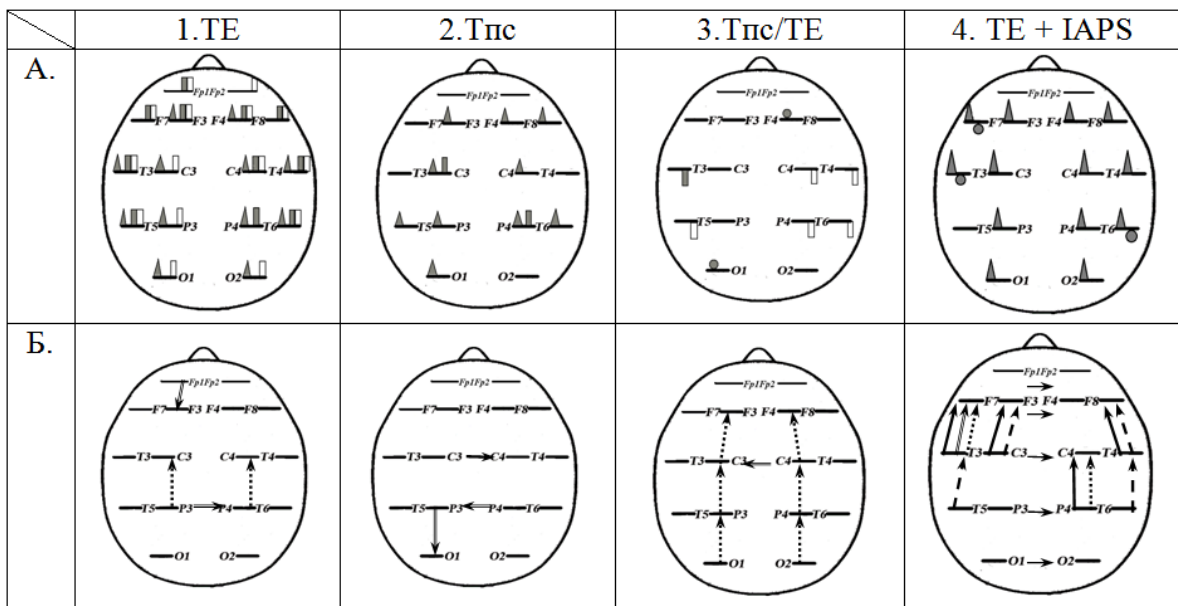 1.TE
2.Тпс
3.Тпс/TE
4. TE + IAPS
А.
Fp1Fp2
F7 F3 F4 F8
T3 C3 C4 T4
T5 P3 P4 T6
O1 O2
Fp1Fp2
F7 F3 F4 F8
T3 C3 C4 T4
T5 P3 P4 T6
O1 O2
Fp1Fp2
F7 F3 F4 F8
T3 C3 C4 T4
T5 P3 P4 T6
O1 O2
Fp1Fp2
F7 F3 F4 F8
T3 C3 C4 T4
T5 P3 P4 T6
O1 O2
Б.
Fp1Fp2
F7 F3 F4 F8
T3 C3 C4 T4
T5 P3 P4 T6
O1 O2
Fp1Fp2
F7 F3 F4 F8
T3 C3 C4 T4
T5 P3 P4 T6
O1 O2
Fp1Fp2
F7 F3 F4 F8
T3 C3 C4 T4
T5 P3 P4 T6
O1 O2
Fp1Fp2
F7 F3 F4 F8
T3 C3 C4 T4
T5 P3 P4 T6
O1 O2